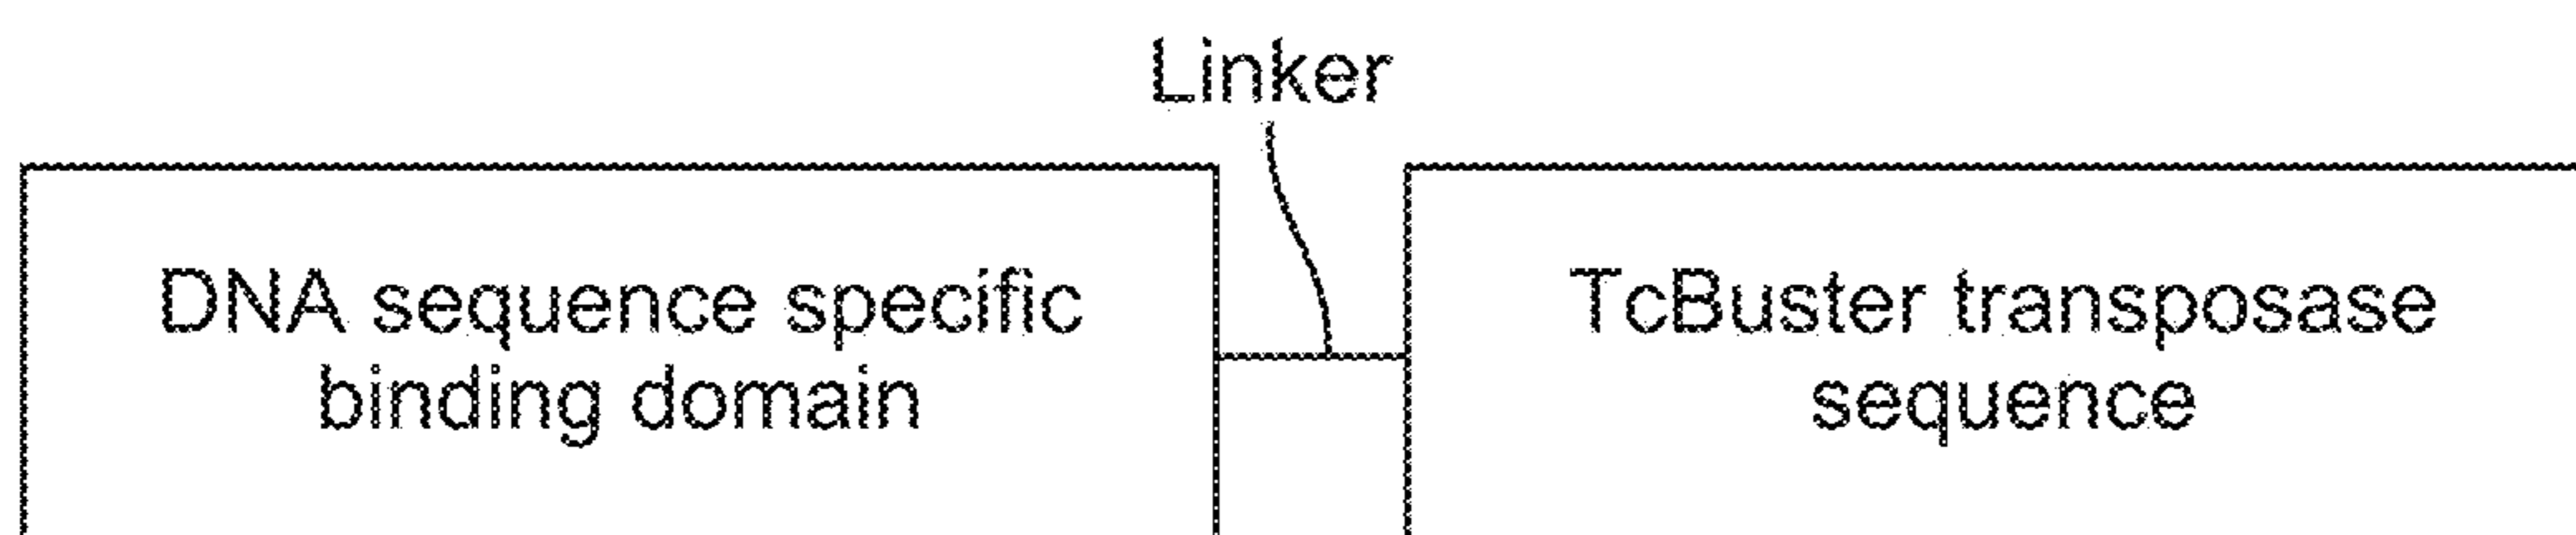 Linker
DNA sequence specific
binding domain
TcBuster transposase
sequence